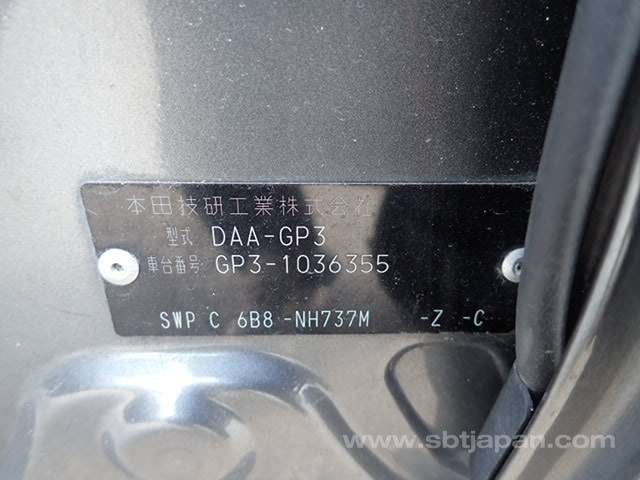 本田技研工業株式会社
型式 DAA-GP3
車台番号 GP3-1036355
SWP C 6B8 -NH737M -Z -C
www.sbtjapan.com